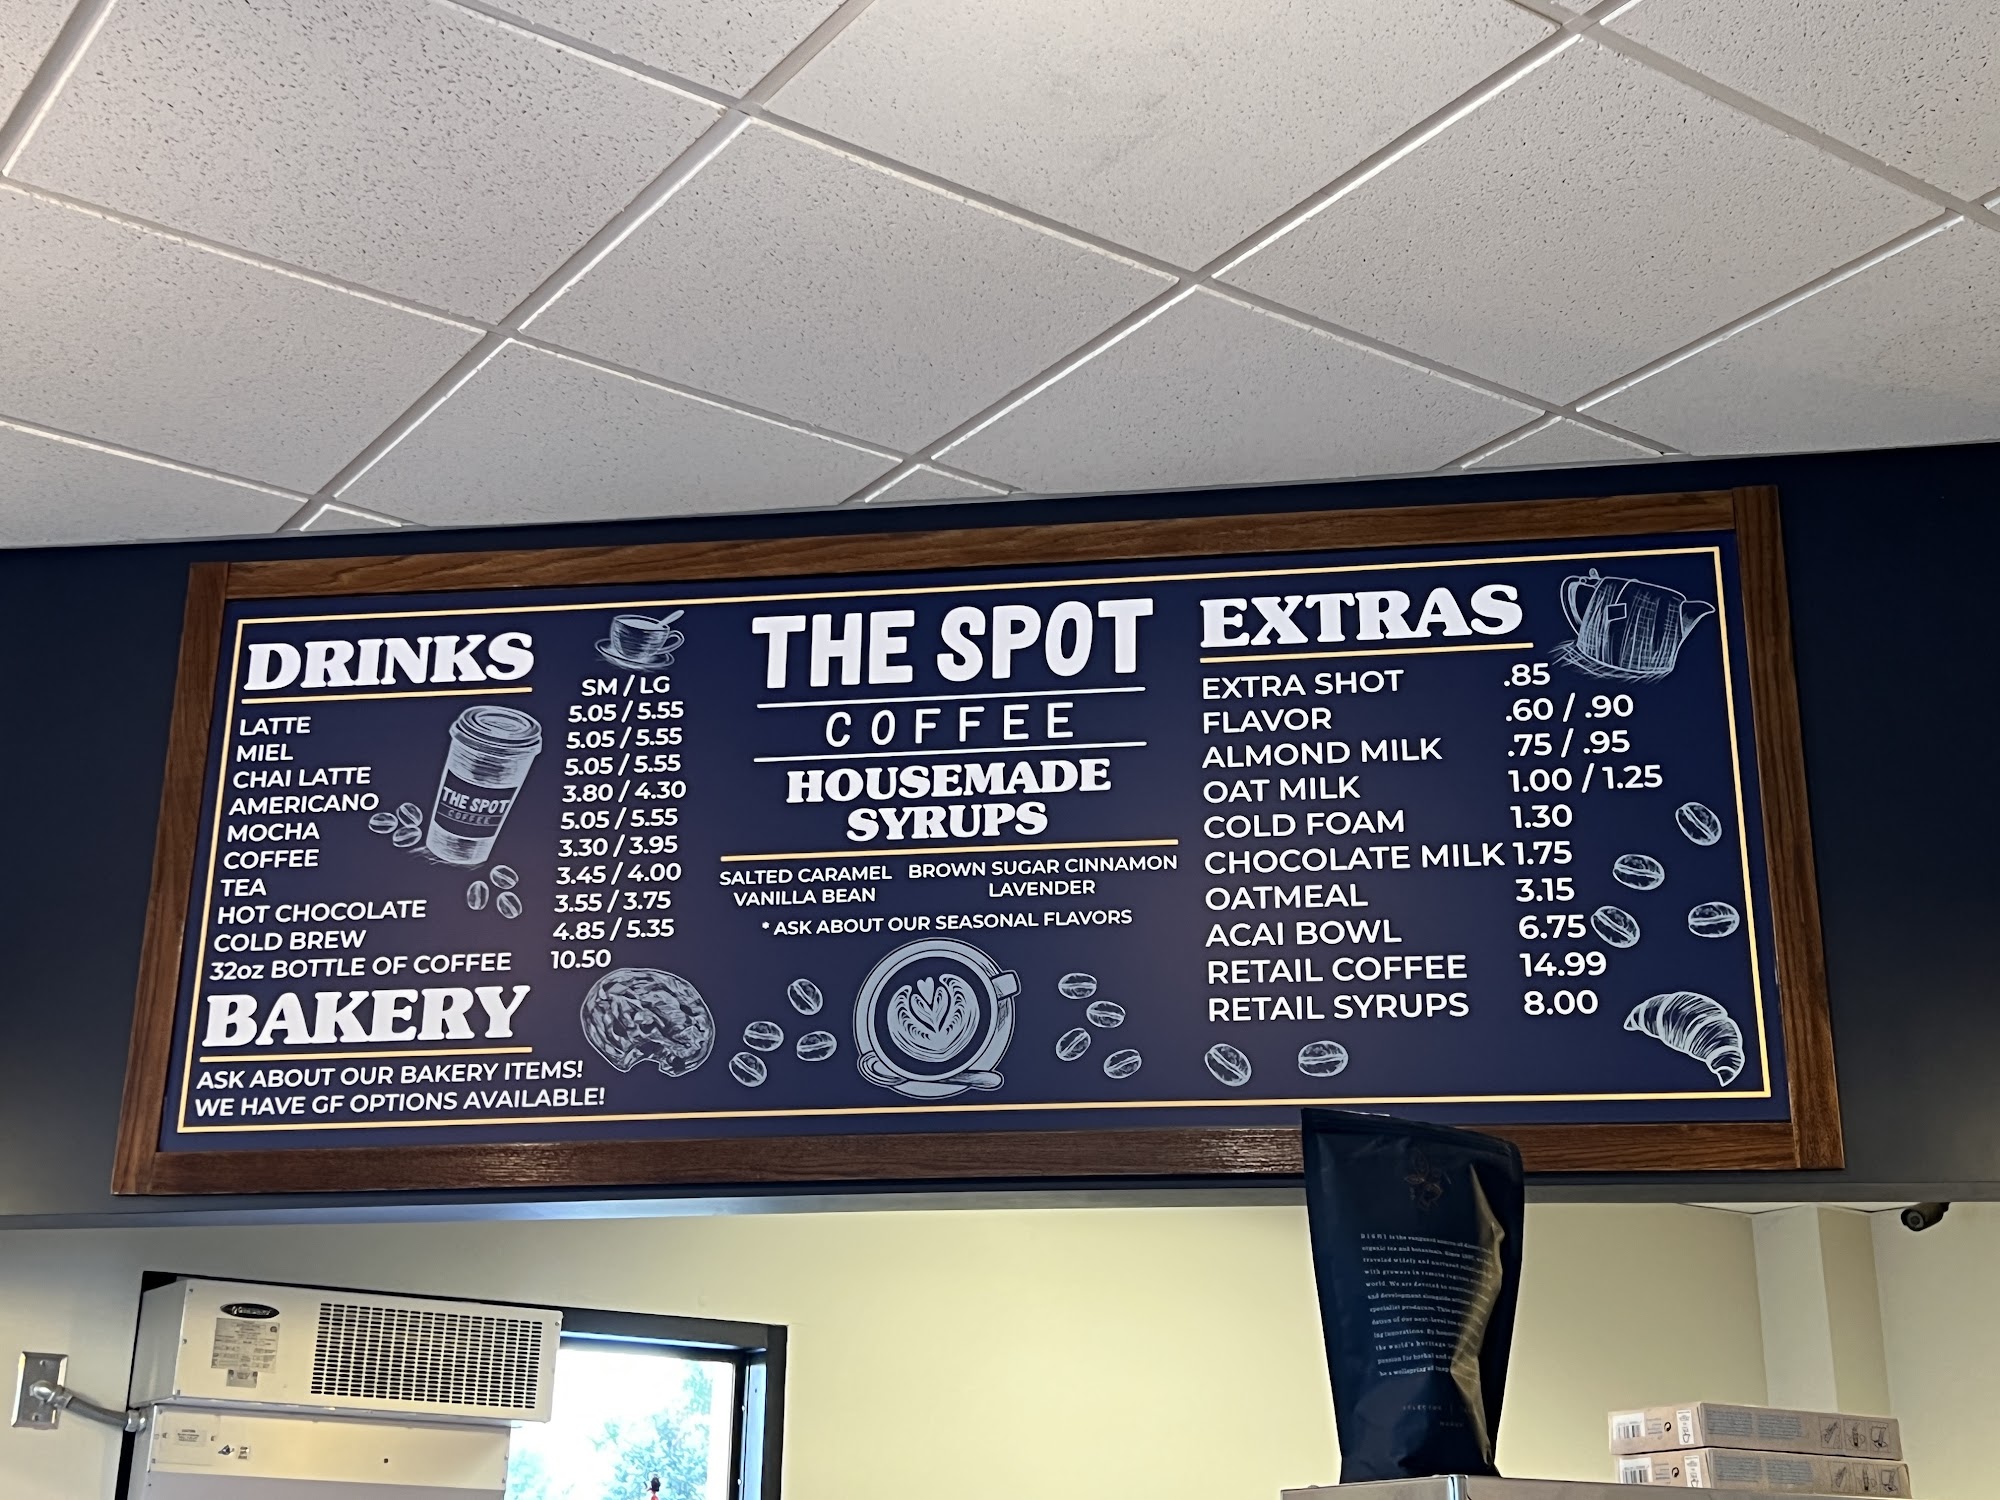 DRINKS
SM / LG
LATTE 5.05 / 5.55
MIEL 5.05 / 5.55
CHAI LATTE 5.05 / 5.55
AMERICANO 3.80 / 4.30
MOCHA 5.05 / 5.55
COFFEE 3.30 / 3.95
TEA 3.45 / 4.00
HOT CHOCOLATE 3.55 / 3.75
COLD BREW 4.85 / 5.35
32oz BOTTLE OF COFFEE 10.50
THE SPOT
COFFEE
BAKERY
ASK ABOUT OUR BAKERY ITEMS!
WE HAVE GF OPTIONS AVAILABLE!
THE SPOT
COFFEE
HOUSEMADE
SYRUPS
SALTED CARAMEL BROWN SUGAR CINNAMON
VANILLA BEAN LAVENDER
* ASK ABOUT OUR SEASONAL FLAVORS
EXTRAS
EXTRA SHOT .85
FLAVOR .60 / .90
ALMOND MILK .75 / .95
OAT MILK 1.00 / 1.25
COLD FOAM 1.30
CHOCOLATE MILK 1.75
OATMEAL 3.15
ACAI BOWL 6.75
RETAIL COFFEE 14.99
RETAIL SYRUPS 8.00